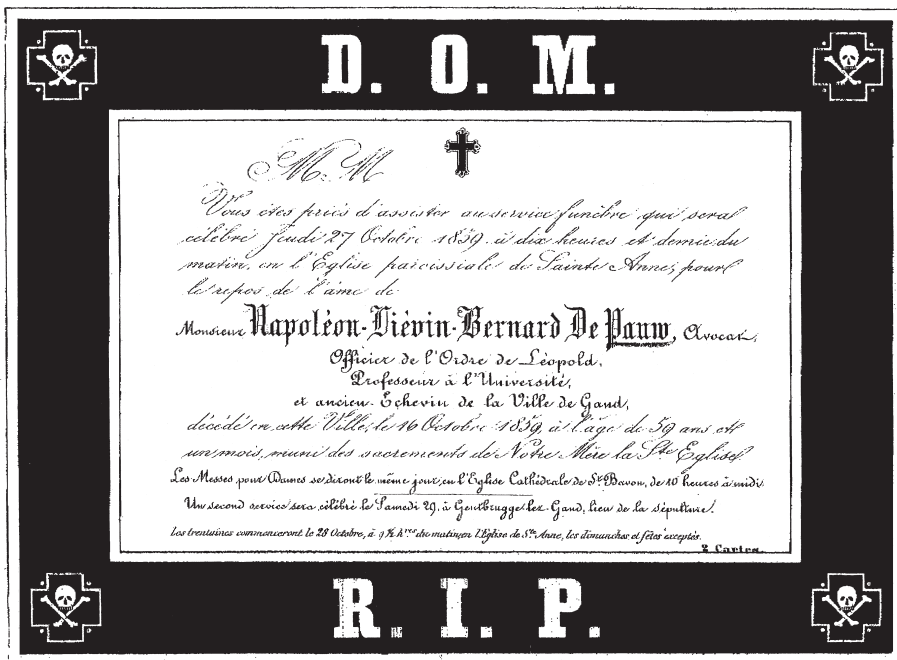 D. O. M.
M. M
Vous êtes priés d'assister au service funèbre qui sera
célébré Jeudi 27 Octobre 1859 à dix heures et demie du
matin, en l'Eglise paroissiale de Sainte Anne, pour
le repos de l'âme de
Monsieur Napoléon-Liévin-Bernard De Pauw, Avocat,
Officier de l'Ordre de Léopold,
Professeur à l'Université,
et ancien Echevin de la Ville de Gand,
décédé en cette Ville, le 16 Octobre 1859, à l'âge de 59 ans et
un mois, muni des sacrements de Notre Mère la Ste Eglise.
Les Messes pour Dames se diront le même jour, en l'Eglise Cathédrale de St. Bavon, de 10 heures à midi.
Un second service sera célébré le Samedi 29, à Gentbrugge lez-Gand, lieu de la sépulture.
Les trentaines commenceront le 28 Octobre, à 9½ hres du matin, en l'Eglise de Ste Anne, les dimanches et fêtes exceptés.
2 Cartes
R. I. P.